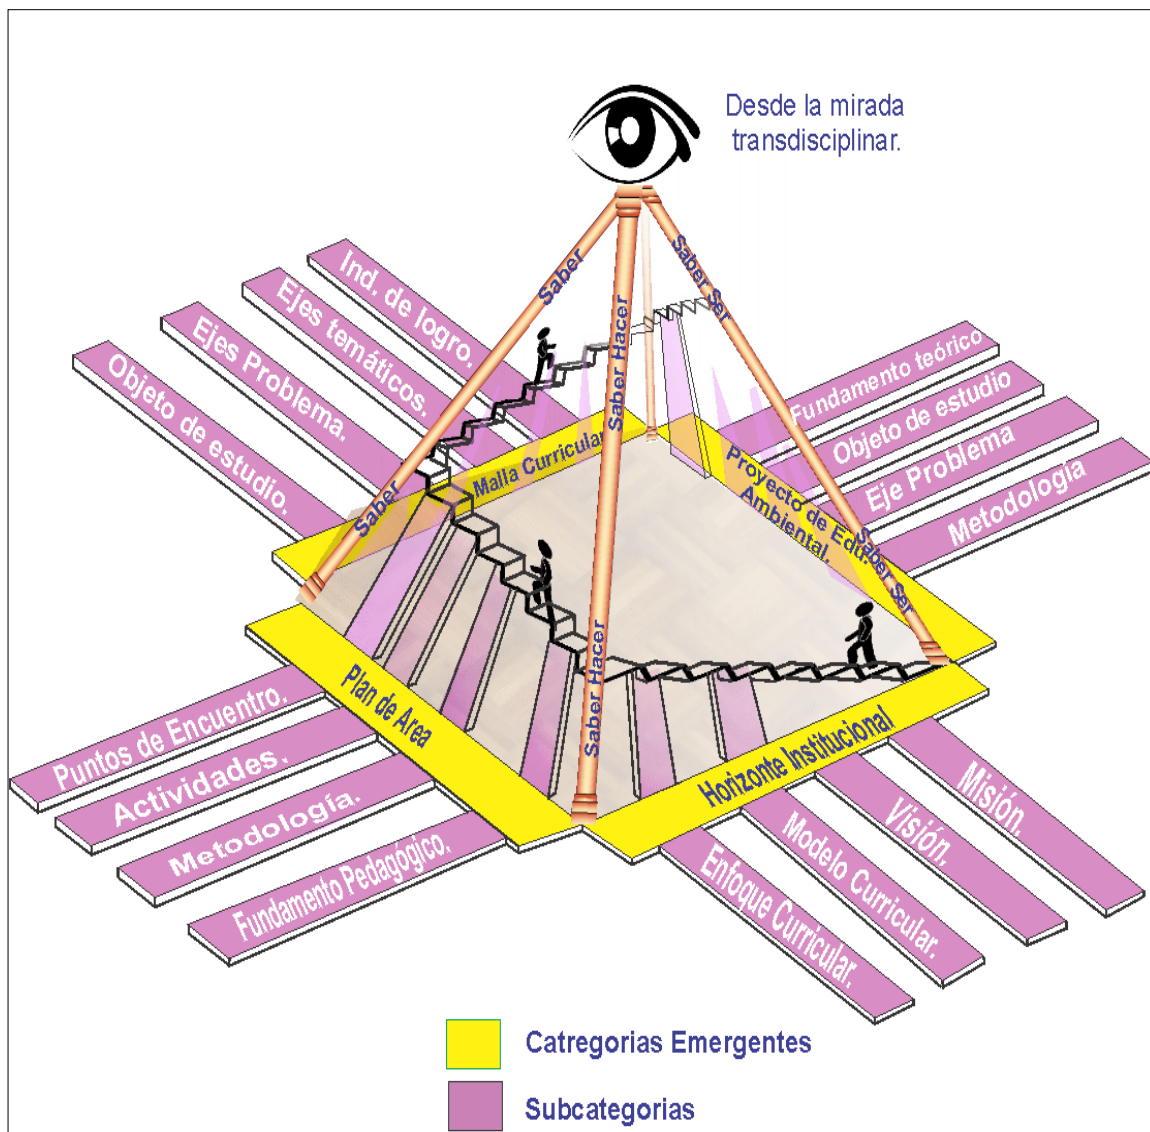 Desde la mirada
transdisciplinar.
Saber
Saber Ser
Saber Hacer
Ind. de logro.
Ejes temáticos.
Ejes Problema.
Objeto de estudio.
Fundamento teórico
Objeto de estudio
Eje Problema
Metodología
Malla Curricular
Proyecto de Edu.
Ambiental.
Saber
Saber Ser
Saber Hacer
Plan de Area
Horizonte Institucional
Puntos de Encuentro.
Actividades.
Metodología.
Fundamento Pedagógico.
Misión.
Visión.
Modelo Curricular.
Enfoque Curricular.
Catregorias Emergentes
Subcategorias